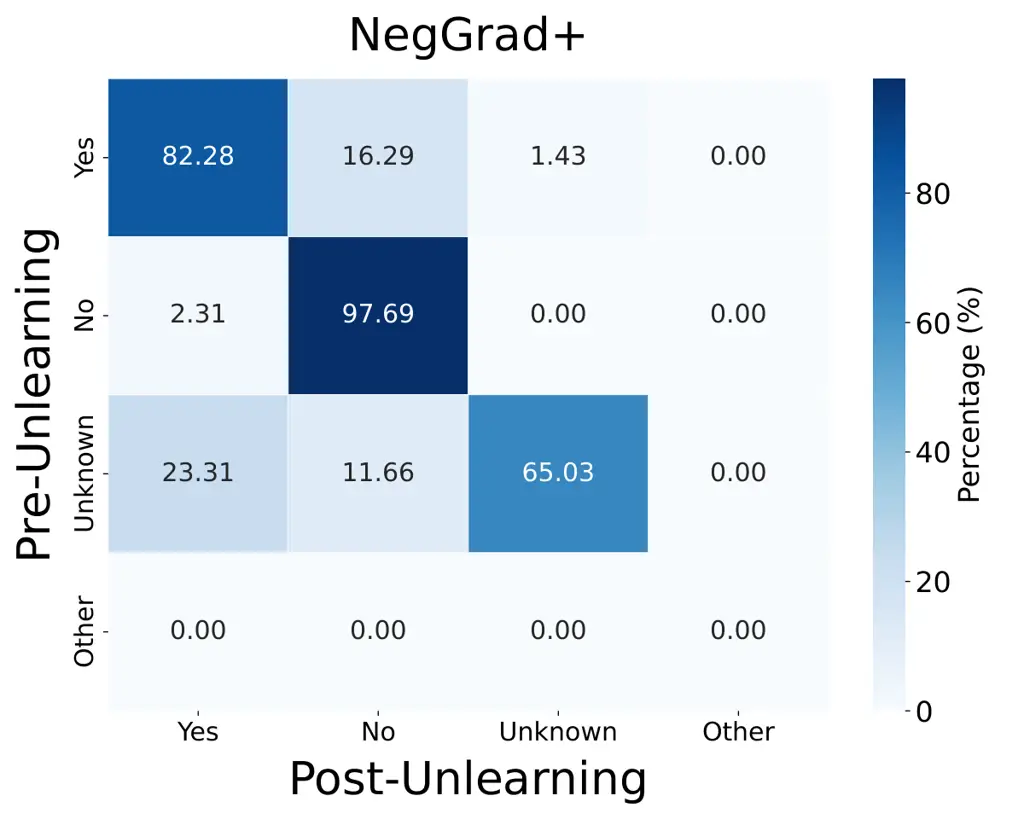 NegGrad+
Pre-Unlearning
Yes
82.28 16.29 1.43 0.00
No
2.31 97.69 0.00 0.00
Unknown
23.31 11.66 65.03 0.00
Other
0.00 0.00 0.00 0.00
Yes No Unknown Other
Post-Unlearning
80
60
40
20
0
Percentage (%)